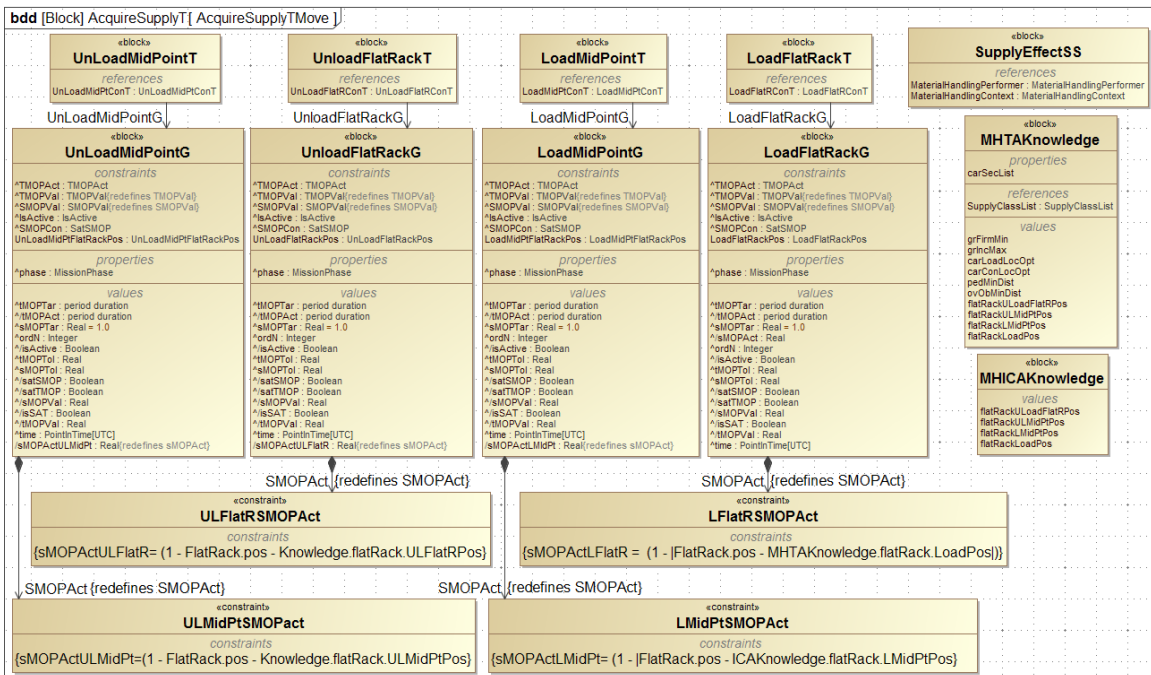 bdd [Block] AcquireSupplyT[ AcquireSupplyTMove ]
«block»
UnLoadMidPointT
references
UnLoadMidPtConT : UnLoadMidPtConT
«block»
UnloadFlatRackT
references
UnLoadFlatRConT : UnLoadFlatRConT
«block»
LoadMidPointT
references
LoadMidPtConT : LoadMidPtConT
«block»
LoadFlatRackT
references
LoadFlatRConT : LoadFlatRConT
«block»
SupplyEffectSS
references
MaterialHandlingPerformer : MaterialHandlingPerformer
MaterialHandlingContext : MaterialHandlingContext
UnLoadMidPointG
UnloadFlatRackG
LoadMidPointG
LoadFlatRackG
«block»
UnLoadMidPointG
constraints
^TMOPAct : TMOPAct
^TMOPVal : TMOPVal{redefines TMOPVal}
^SMOPVal : SMOPVal{redefines SMOPVal}
^IsActive : IsActive
^SMOPCon : SatSMOP
UnLoadMidPtFlatRackPos : UnLoadMidPtFlatRackPos
properties
^phase : MissionPhase
values
^tMOPTar : period duration
^/tMOPAct : period duration
^sMOPTar : Real = 1.0
^ordN : Integer
^/isActive : Boolean
^tMOPTol : Real
^sMOPTol : Real
^/satSMOP : Boolean
^/satTMOP : Boolean
^/sMOPVal : Real
^/isSAT : Boolean
^/tMOPVal : Real
^time : PointInTime[UTC]
/sMOPActULMidPt : Real{redefines sMOPAct}
«block»
UnloadFlatRackG
constraints
^TMOPAct : TMOPAct
^TMOPVal : TMOPVal{redefines TMOPVal}
^SMOPVal : SMOPVal{redefines SMOPVal}
^IsActive : IsActive
^SMOPCon : SatSMOP
UnLoadFlatRackPos : UnLoadFlatRackPos
properties
^phase : MissionPhase
values
^tMOPTar : period duration
^/tMOPAct : period duration
^sMOPTar : Real = 1.0
^ordN : Integer
^/isActive : Boolean
^tMOPTol : Real
^sMOPTol : Real
^/satSMOP : Boolean
^/satTMOP : Boolean
^/sMOPVal : Real
^/isSAT : Boolean
^/tMOPVal : Real
^time : PointInTime[UTC]
/sMOPActULFlatR : Real{redefines sMOPAct}
«block»
LoadMidPointG
constraints
^TMOPAct : TMOPAct
^TMOPVal : TMOPVal{redefines TMOPVal}
^SMOPVal : SMOPVal{redefines SMOPVal}
^IsActive : IsActive
^SMOPCon : SatSMOP
LoadMidPtFlatRackPos : LoadMidPtFlatRackPos
properties
^phase : MissionPhase
values
^tMOPTar : period duration
^/tMOPAct : period duration
^sMOPTar : Real = 1.0
^ordN : Integer
^/isActive : Boolean
^tMOPTol : Real
^sMOPTol : Real
^/satSMOP : Boolean
^/satTMOP : Boolean
^/sMOPVal : Real
^/isSAT : Boolean
^/tMOPVal : Real
^time : PointInTime[UTC]
/sMOPActLMidPt : Real{redefines sMOPAct}
«block»
LoadFlatRackG
constraints
^TMOPAct : TMOPAct
^TMOPVal : TMOPVal{redefines TMOPVal}
^SMOPVal : SMOPVal{redefines SMOPVal}
^IsActive : IsActive
^SMOPCon : SatSMOP
LoadFlatRackPos : LoadFlatRackPos
properties
^phase : MissionPhase
values
^tMOPTar : period duration
^/tMOPAct : period duration
^sMOPTar : Real = 1.0
^/sMOPAct : Real
^ordN : Integer
^/isActive : Boolean
^tMOPTol : Real
^sMOPTol : Real
^/satSMOP : Boolean
^/satTMOP : Boolean
^/sMOPVal : Real
^/isSAT : Boolean
^/tMOPVal : Real
^time : PointInTime[UTC]
«block»
MHTAKnowledge
properties
carSecList
references
SupplyClassList : SupplyClassList
values
grFirmMin
grIncMax
carLoadLocOpt
carConLocOpt
pedMinDist
ovObMinDist
flatRackULoadFlatRPos
flatRackULMidPtPos
flatRackLMidPtPos
flatRackLoadPos
«block»
MHICAKnowledge
values
flatRackULoadFlatRPos
flatRackULMidPtPos
flatRackLMidPtPos
flatRackLoadPos
SMOPAct {redefines SMOPAct}
SMOPAct {redefines SMOPAct}
«constraint»
ULFlatRSMOPAct
constraints
{sMOPActULFlatR= (1 - FlatRack.pos - Knowledge.flatRack.ULFlatRPos}
«constraint»
LFlatRSMOPAct
constraints
{sMOPActLFlatR = (1 - |FlatRack.pos - MHTAKnowledge.flatRack.LoadPos|)}
SMOPAct {redefines SMOPAct}
SMOPAct {redefines SMOPAct}
«constraint»
ULMidPtSMOPact
constraints
{sMOPActULMidPt=(1 - FlatRack.pos - Knowledge.flatRack.ULMidPtPos}
«constraint»
LMidPtSMOPAct
constraints
{sMOPActLMidPt= (1 - |FlatRack.pos - ICAKnowledge.flatRack.LMidPtPos}